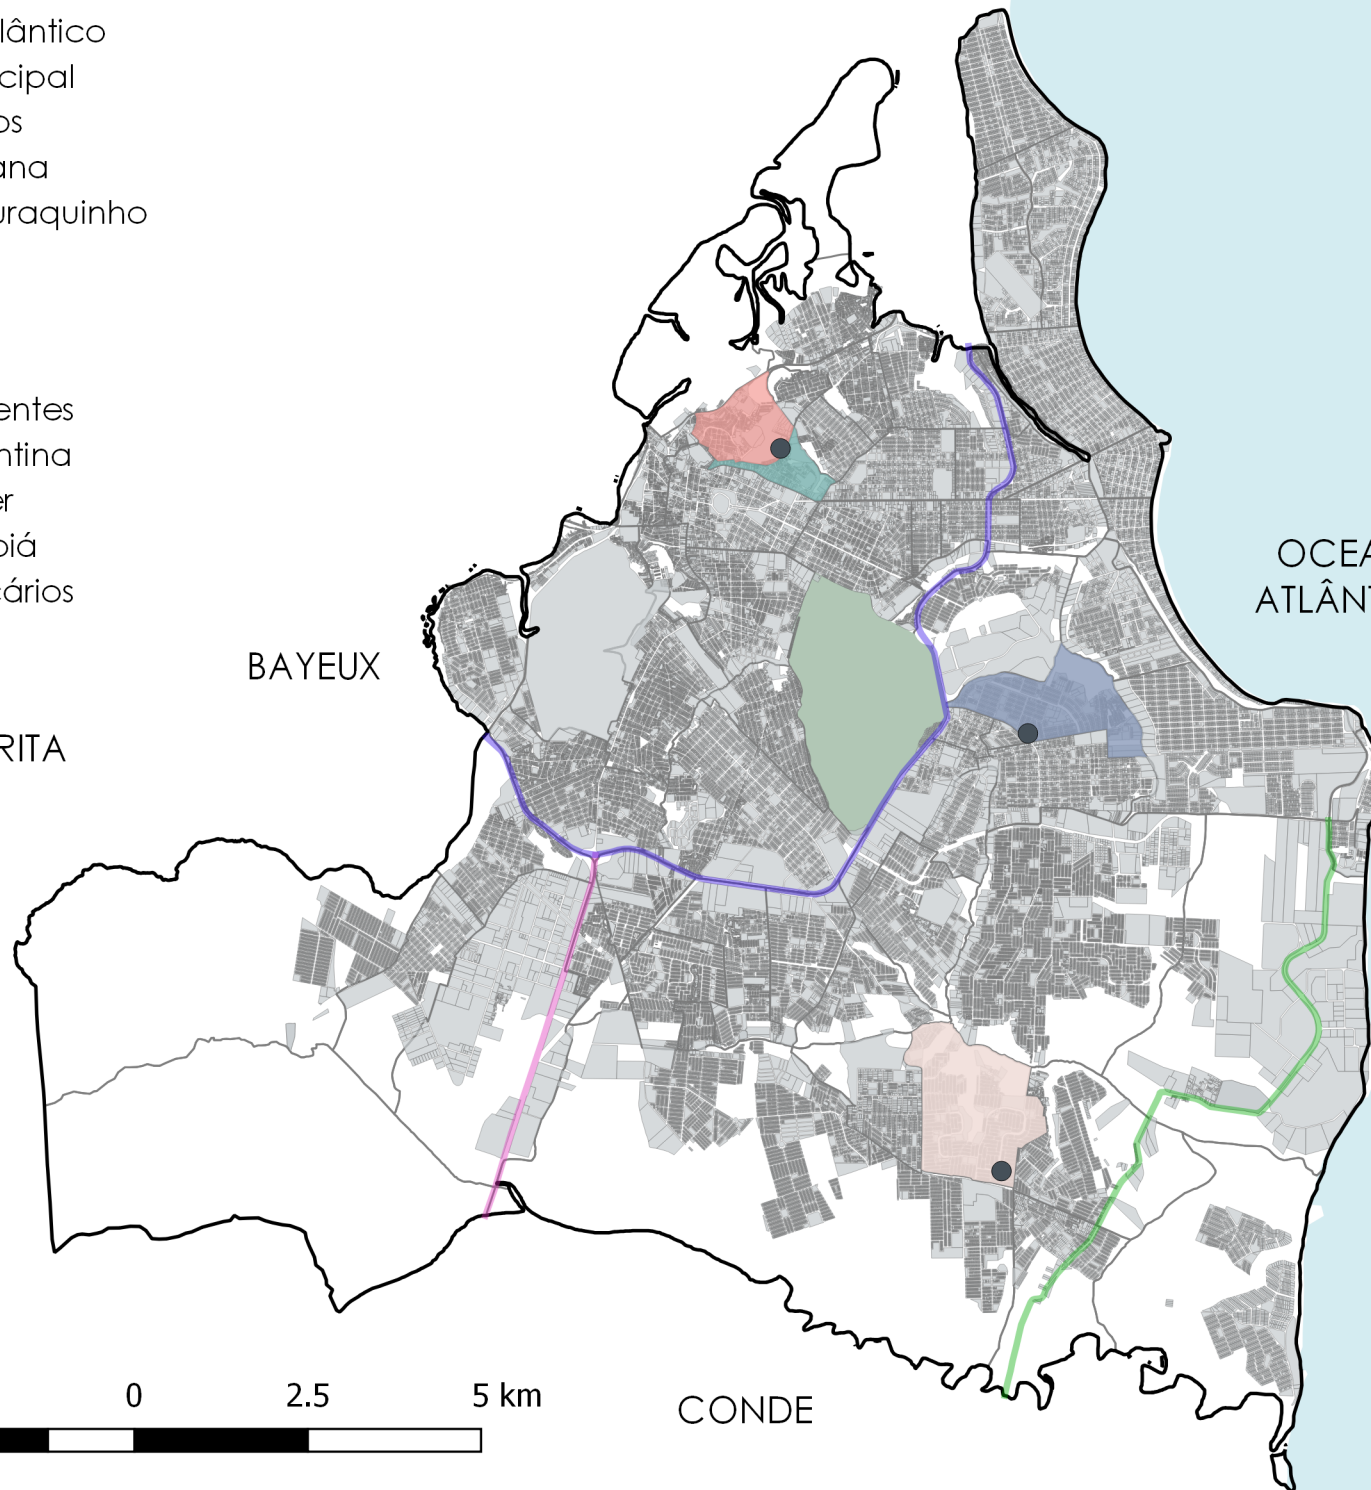 lântico
cipal
os
ana
uraquinho
entes
ntina
er
oiá
cários
BAYEUX
RITA
OCEA
ATLÂNT
CONDE
0 2.5 5 km